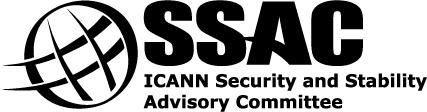 SSAC
ICANN Security and Stability
Advisory Committee